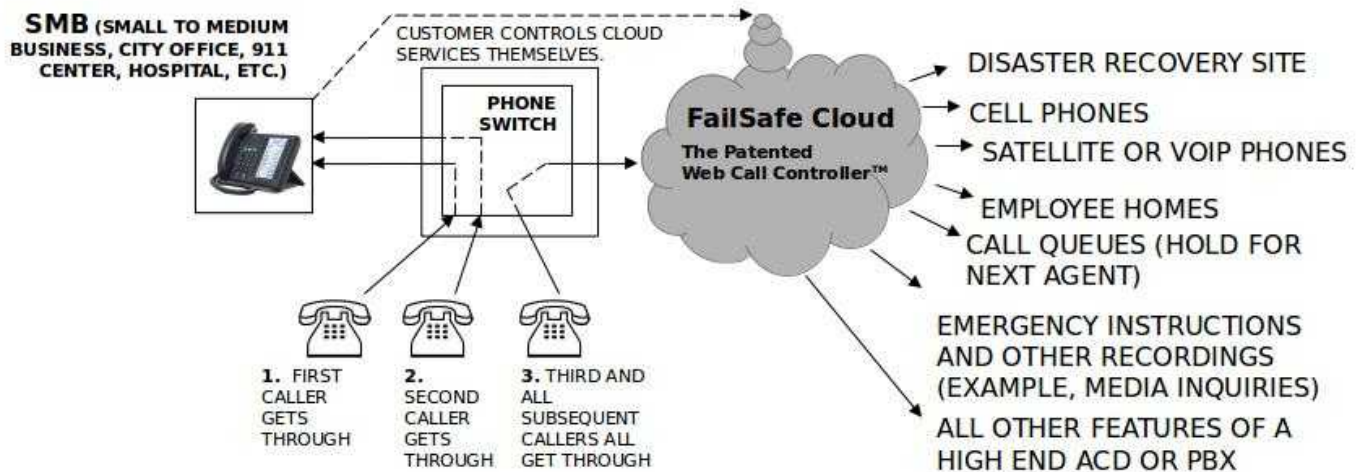 SMB (SMALL TO MEDIUM
BUSINESS, CITY OFFICE, 911
CENTER, HOSPITAL, ETC.)
CUSTOMER CONTROLS CLOUD
SERVICES THEMSELVES.
PHONE
SWITCH
FailSafe Cloud
The Patented
Web Call Controller™
DISASTER RECOVERY SITE
CELL PHONES
SATELLITE OR VOIP PHONES
EMPLOYEE HOMES
CALL QUEUES (HOLD FOR
NEXT AGENT)
EMERGENCY INSTRUCTIONS
AND OTHER RECORDINGS
(EXAMPLE, MEDIA INQUIRIES)
ALL OTHER FEATURES OF A
HIGH END ACD OR PBX
1. FIRST
CALLER
GETS
THROUGH
2.
SECOND
CALLER
GETS
THROUGH
3. THIRD AND
ALL
SUBSEQUENT
CALLERS ALL
GET THROUGH